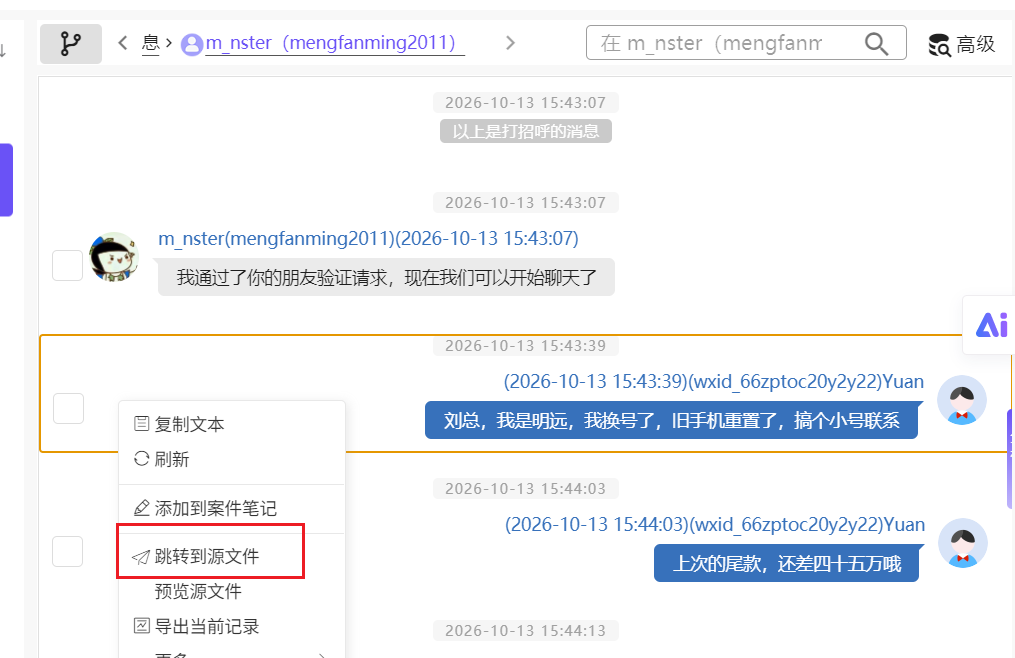 息 m_nster（mengfanming2011） 在 m_nster（mengfanm 高级
2026-10-13 15:43:07
以上是打招呼的消息
2026-10-13 15:43:07
m_nster(mengfanming2011)(2026-10-13 15:43:07)
我通过了你的朋友验证请求，现在我们可以开始聊天了
Ai
2026-10-13 15:43:39
(2026-10-13 15:43:39)(wxid_66zptoc20y2y22)Yuan
刘总，我是明远，我换号了，旧手机重置了，搞个小号联系
复制文本
刷新
2026-10-13 15:44:03
添加到案件笔记
(2026-10-13 15:44:03)(wxid_66zptoc20y2y22)Yuan
跳转到源文件
上次的尾款，还差四十五万哦
预览源文件
导出当前记录
2026-10-13 15:44:13
更多